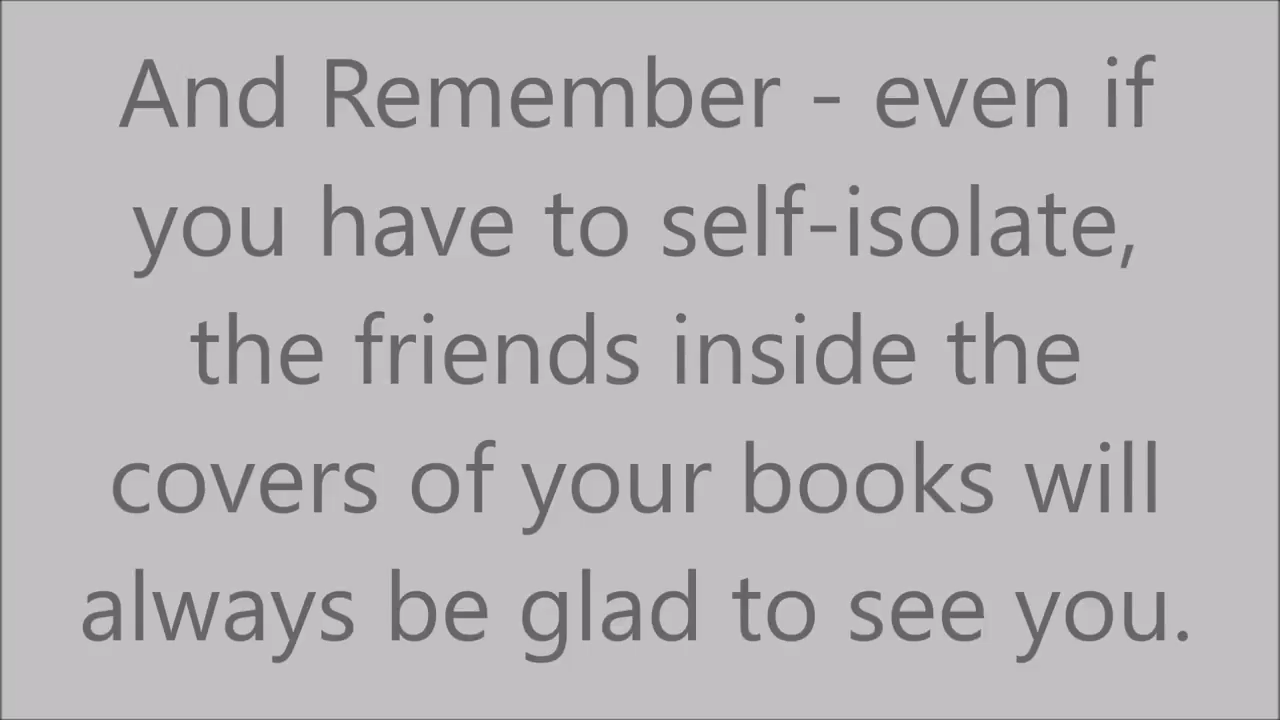 And Remember - even if
you have to self-isolate,
the friends inside the
covers of your books will
always be glad to see you.